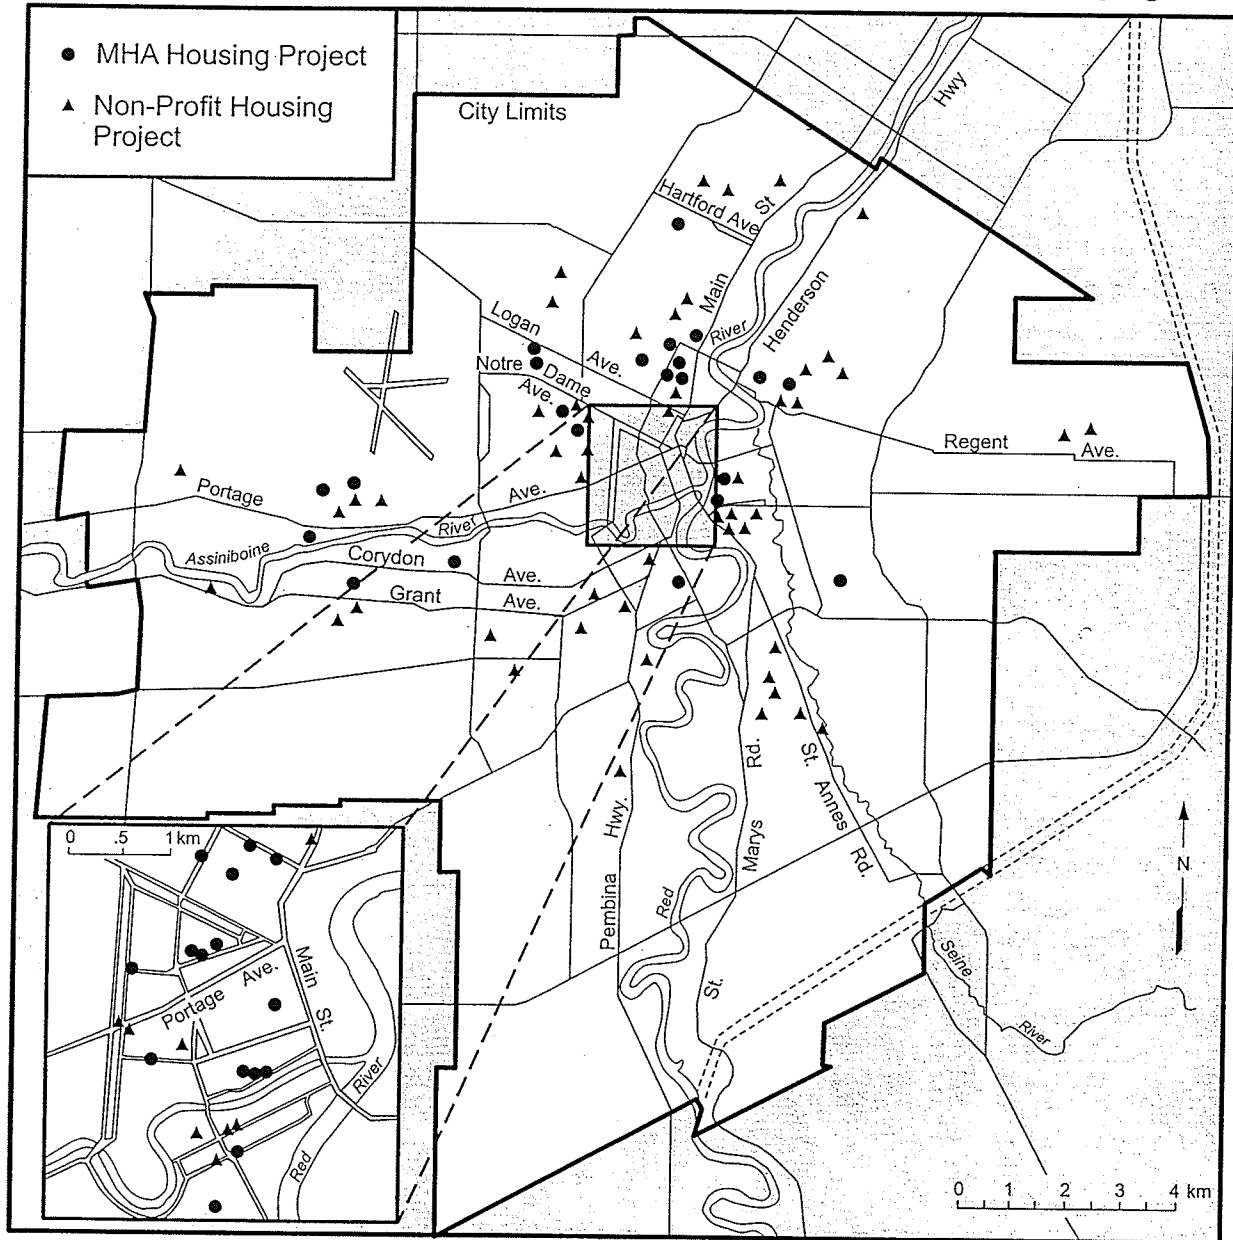 MHA Housing Project
Non-Profit Housing
Project
City Limits
Hwy
Hartford Ave
St
Main
River
Henderson
Logan
Ave.
Notre
Dame
Ave.
Regent
Ave.
Portage
Ave.
River
Assiniboine
Corydon
Ave.
Grant
Ave.
Rd.
St. Annes
Rd.
Pembina
Hwy.
Marys
Red
St.
N
Seine
River
0 .5 1km
Main
St.
Portage
Ave.
River
Red
0 1 2 3 4 km